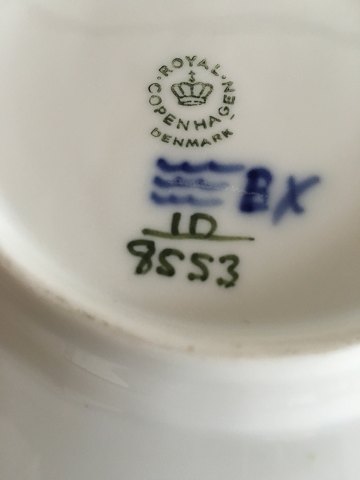 ROYAL
COPENHAGEN
DENMARK
BX
10
8553